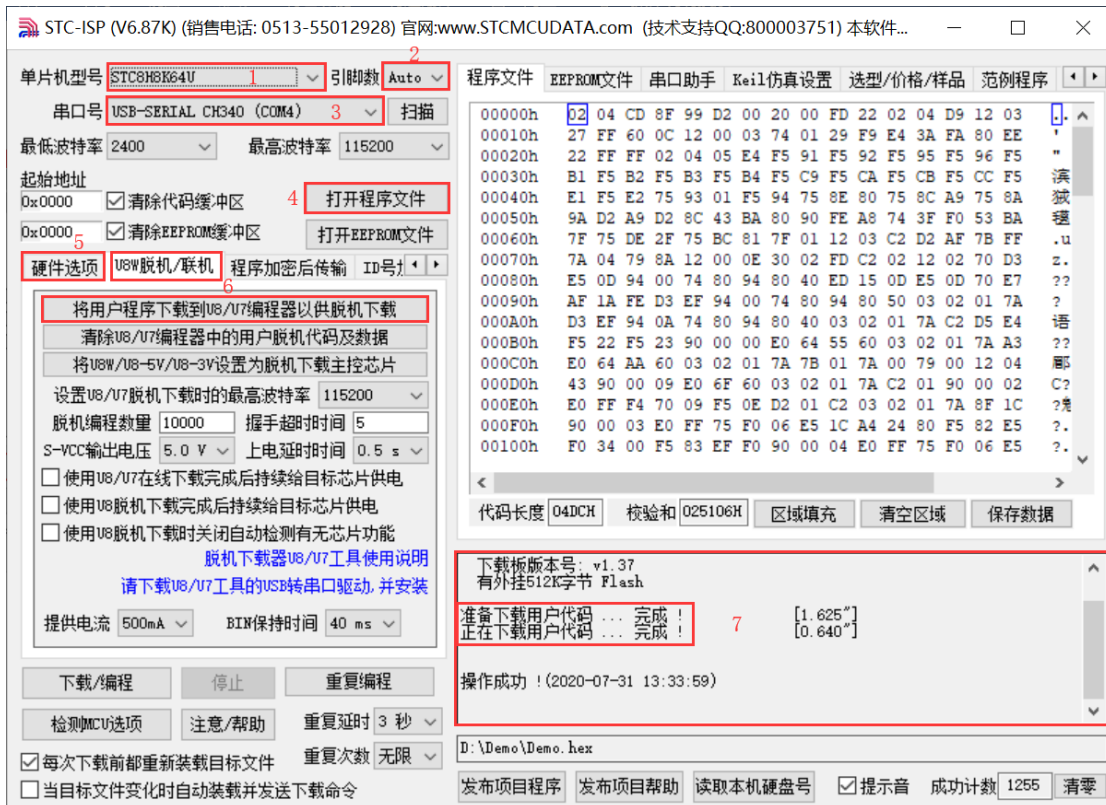 STC-ISP (V6.87K) (销售电话: 0513-55012928) 官网:www.STCMCUDATA.com (技术支持QQ:800003751) 本软件...
单片机型号 STC8H8K64U 1 引脚数 Auto 2
串口号 USB-SERIAL CH340 (COM4) 3 扫描
最低波特率 2400 最高波特率 115200
起始地址
0x0000 清除代码缓冲区 4 打开程序文件
0x0000 清除EEPROM缓冲区 打开EEPROM文件
5
硬件选项 U8W脱机/联机 程序加密后传输 ID号
6
将用户程序下载到U8/U7编程器以供脱机下载
清除U8/U7编程器中的用户脱机代码及数据
将U8W/U8-5V/U8-3V设置为脱机下载主控芯片
设置U8/U7脱机下载时的最高波特率 115200
脱机编程数量 10000 握手超时时间 5
S-VCC输出电压 5.0 V 上电延时时间 0.5 s
使用U8/U7在线下载完成后持续给目标芯片供电
使用U8脱机下载完成后持续给目标芯片供电
使用U8脱机下载时关闭自动检测有无芯片功能
脱机下载器U8/U7工具使用说明
请下载U8/U7工具的USB转串口驱动,并安装
提供电流 500mA BIN保持时间 40 ms
下载/编程 停止 重复编程
检测MCU选项 注意/帮助 重复延时 3 秒
每次下载前都重新装载目标文件 重复次数 无限
当目标文件变化时自动装载并发送下载命令
程序文件 EEPROM文件 串口助手 Keil仿真设置 选型/价格/样品 范例程序
00000h 02 04 CD 8F 99 D2 00 20 00 FD 22 02 04 D9 12 03 ..
00010h 27 FF 60 0C 12 00 03 74 01 29 F9 E4 3A FA 80 EE '
00020h 22 FF FF 02 04 05 E4 F5 91 F5 92 F5 95 F5 96 F5 "
00030h B1 F5 B2 F5 B3 F5 B4 F5 C9 F5 CA F5 CB F5 CC F5
00040h E1 F5 E2 75 93 01 F5 94 75 8E 80 75 8C A9 75 8A
00050h 9A D2 A9 D2 8C 43 BA 80 90 FE A8 74 3F F0 53 BA
00060h 7F 75 DE 2F 75 BC 81 7F 01 12 03 C2 D2 AF 7B FF .u
00070h 7A 04 79 8A 12 00 0E 30 02 FD C2 02 12 02 70 D3 z.
00080h E5 0D 94 00 74 80 94 80 40 ED 15 0D E5 0D 70 E7 ??
00090h AF 1A FE D3 EF 94 00 74 80 94 80 50 03 02 01 7A ?
000A0h D3 EF 94 0A 74 80 94 80 40 03 02 01 7A C2 D5 E4 语
000B0h F5 22 F5 23 90 00 00 E0 64 55 60 03 02 01 7A A3 ??
000C0h E0 64 AA 60 03 02 01 7A 7B 01 7A 00 79 00 12 04
000D0h 43 90 00 09 E0 6F 60 03 02 01 7A C2 01 90 00 02 C?
000E0h E0 FF F4 70 09 F5 0E D2 01 C2 03 02 01 7A 8F 1C
000F0h 90 00 03 E0 FF 75 F0 06 E5 1C A4 24 80 F5 82 E5 ?.
00100h F0 34 00 F5 83 EF F0 90 00 04 E0 FF 75 F0 06 E5 ?.
代码长度 04DCH 校验和 025106H 区域填充 清空区域 保存数据
下载板版本号: v1.37
有外挂512K字节 Flash
准备下载用户代码 ... 完成 ! [1.625"]
正在下载用户代码 ... 完成 ! 7 [0.640"]
操作成功 !(2020-07-31 13:33:59)
D:\Demo\Demo.hex
发布项目程序 发布项目帮助 读取本机硬盘号 提示音 成功计数 1255 清零